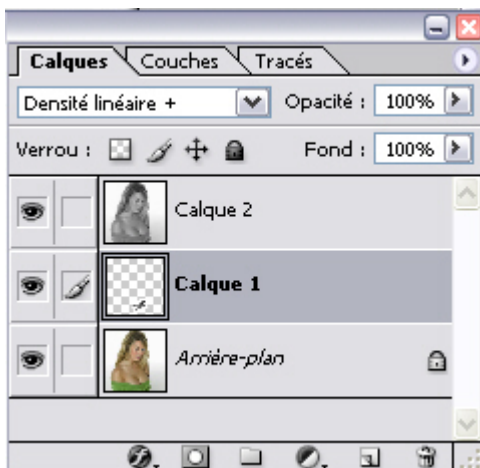 Calques Couches Tracés
Densité linéaire + Opacité : 100%
Verrou : Fond : 100%
Calque 2
Calque 1
Arrière-plan